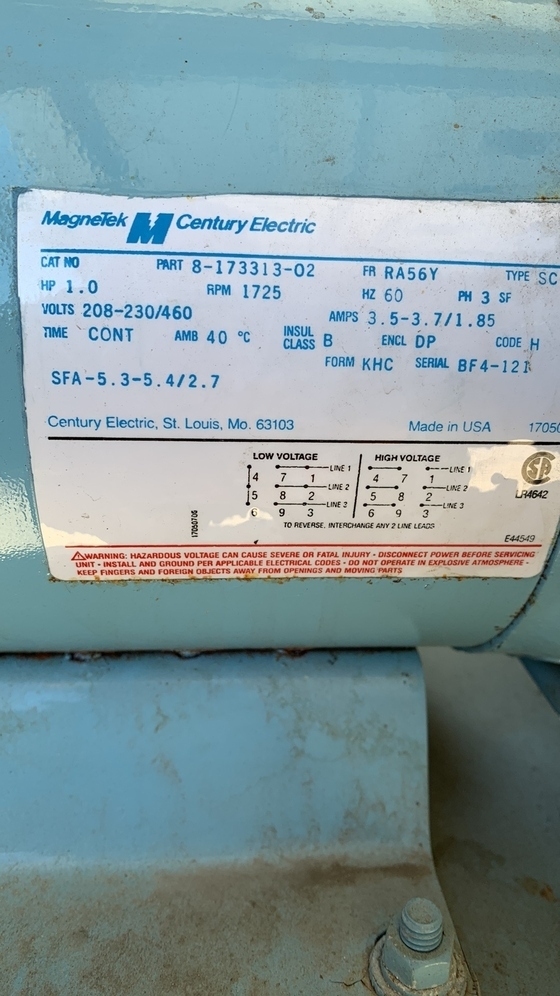 MagneTek M Century Electric
CAT NO PART 8-173313-02 FR RA56Y TYPE SC
HP 1.0 RPM 1725 HZ 60 PH 3 SF
VOLTS 208-230/460 AMPS 3.5-3.7/1.85
TIME CONT AMB 40 °C INSUL CLASS B ENCL DP CODE H
FORM KHC SERIAL BF4-121
SFA-5.3-5.4/2.7
Century Electric, St. Louis, Mo. 63103 Made in USA 17050
LOW VOLTAGE HIGH VOLTAGE
4 7 1 LINE 1 4 7 1 LINE 1
5 8 2 LINE 2 5 8 2 LINE 2
6 9 3 LINE 3 6 9 3 LINE 3
TO REVERSE, INTERCHANGE ANY 2 LINE LEADS
17050706
LR4642
E44549
WARNING: HAZARDOUS VOLTAGE CAN CAUSE SEVERE OR FATAL INJURY - DISCONNECT POWER BEFORE SERVICING
UNIT - INSTALL AND GROUND PER APPLICABLE ELECTRICAL CODES - DO NOT OPERATE IN EXPLOSIVE ATMOSPHERE -
KEEP FINGERS AND FOREIGN OBJECTS AWAY FROM OPENINGS AND MOVING PARTS